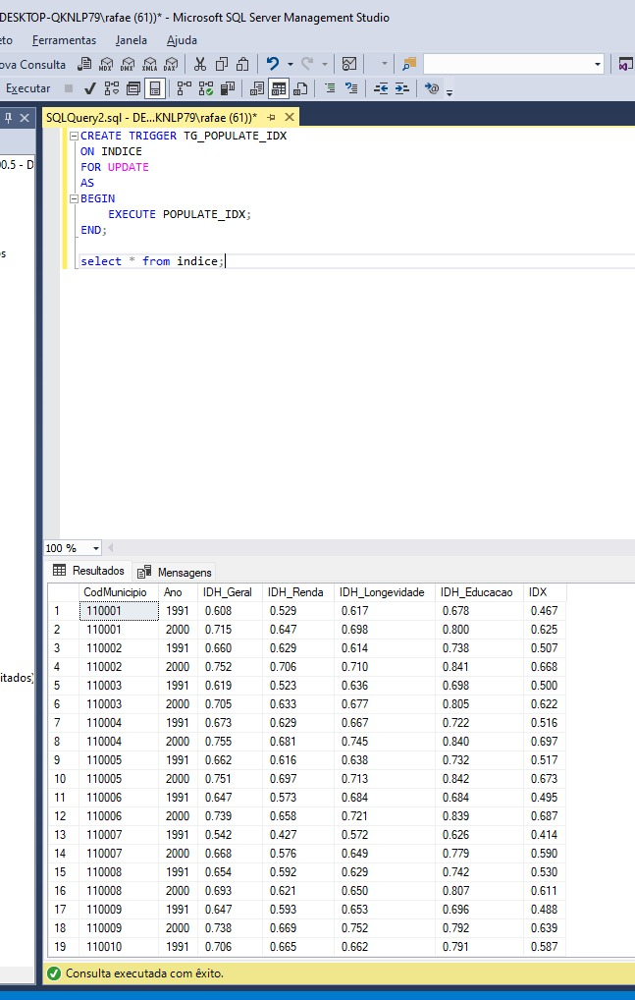 DESKTOP-QKNLP79\rafae (61))* - Microsoft SQL Server Management Studio
eto Ferramentas Janela Ajuda
ova Consulta MDX DMX XMLA DAX
Executar
SQLQuery2.sql - DE...KNLP79\rafae (61))*
00.5 - D
CREATE TRIGGER TG_POPULATE_IDX
ON INDICE
FOR UPDATE
AS
BEGIN
EXECUTE POPULATE_IDX;
END;
select * from indice;
os
itados)
100 %
Resultados Mensagens
CodMunicipio Ano IDH_Geral IDH_Renda IDH_Longevidade IDH_Educacao IDX
1 110001 1991 0.608 0.529 0.617 0.678 0.467
2 110001 2000 0.715 0.647 0.698 0.800 0.625
3 110002 1991 0.660 0.629 0.614 0.738 0.507
4 110002 2000 0.752 0.706 0.710 0.841 0.668
5 110003 1991 0.619 0.523 0.636 0.698 0.500
6 110003 2000 0.705 0.633 0.677 0.805 0.622
7 110004 1991 0.673 0.629 0.667 0.722 0.516
8 110004 2000 0.755 0.681 0.745 0.840 0.697
9 110005 1991 0.662 0.616 0.638 0.732 0.517
10 110005 2000 0.751 0.697 0.713 0.842 0.673
11 110006 1991 0.647 0.573 0.684 0.684 0.495
12 110006 2000 0.739 0.658 0.721 0.839 0.687
13 110007 1991 0.542 0.427 0.572 0.626 0.414
14 110007 2000 0.668 0.576 0.649 0.779 0.590
15 110008 1991 0.654 0.592 0.629 0.742 0.530
16 110008 2000 0.693 0.621 0.650 0.807 0.611
17 110009 1991 0.647 0.593 0.653 0.696 0.488
18 110009 2000 0.738 0.669 0.752 0.792 0.639
19 110010 1991 0.706 0.665 0.662 0.791 0.587
Consulta executada com êxito.